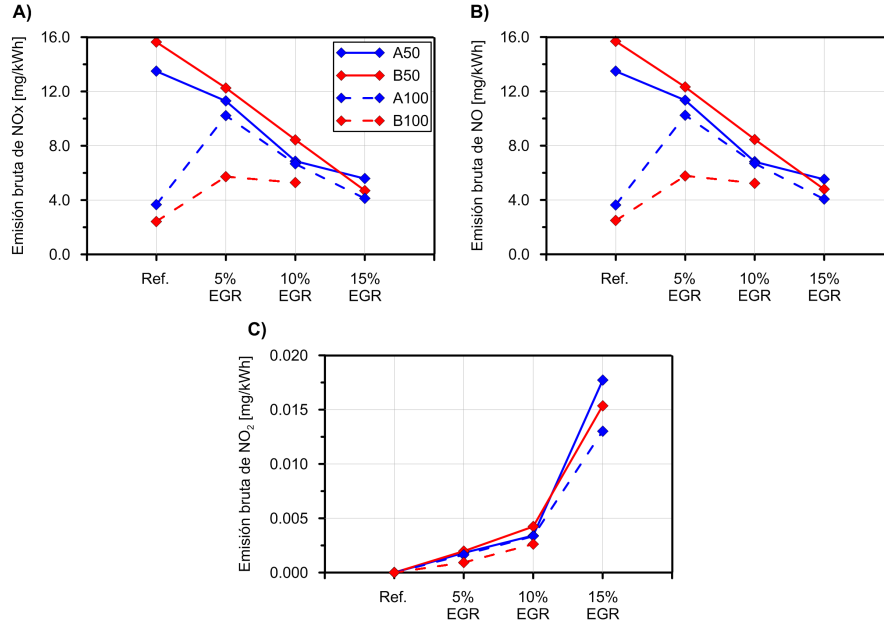 A)
Emisión bruta de NOx [mg/kWh]
16.0
12.0
8.0
4.0
0.0
A50
B50
A100
B100
Ref.
5% EGR
10% EGR
15% EGR
B)
Emisión bruta de NO [mg/kWh]
16.0
12.0
8.0
4.0
0.0
Ref.
5% EGR
10% EGR
15% EGR
C)
Emisión bruta de NO₂ [mg/kWh]
0.020
0.015
0.010
0.005
0.000
Ref.
5% EGR
10% EGR
15% EGR